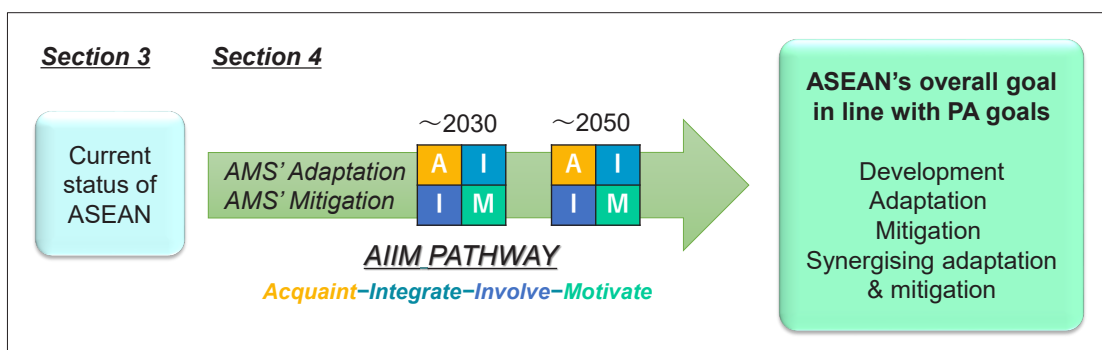 Section 3
Section 4
Current
status of
ASEAN
AMS' Adaptation
AMS' Mitigation
～2030
A I
I M
～2050
A I
I M
AIIM PATHWAY
Acquaint–Integrate–Involve–Motivate
ASEAN's overall goal
in line with PA goals
Development
Adaptation
Mitigation
Synergising adaptation
& mitigation